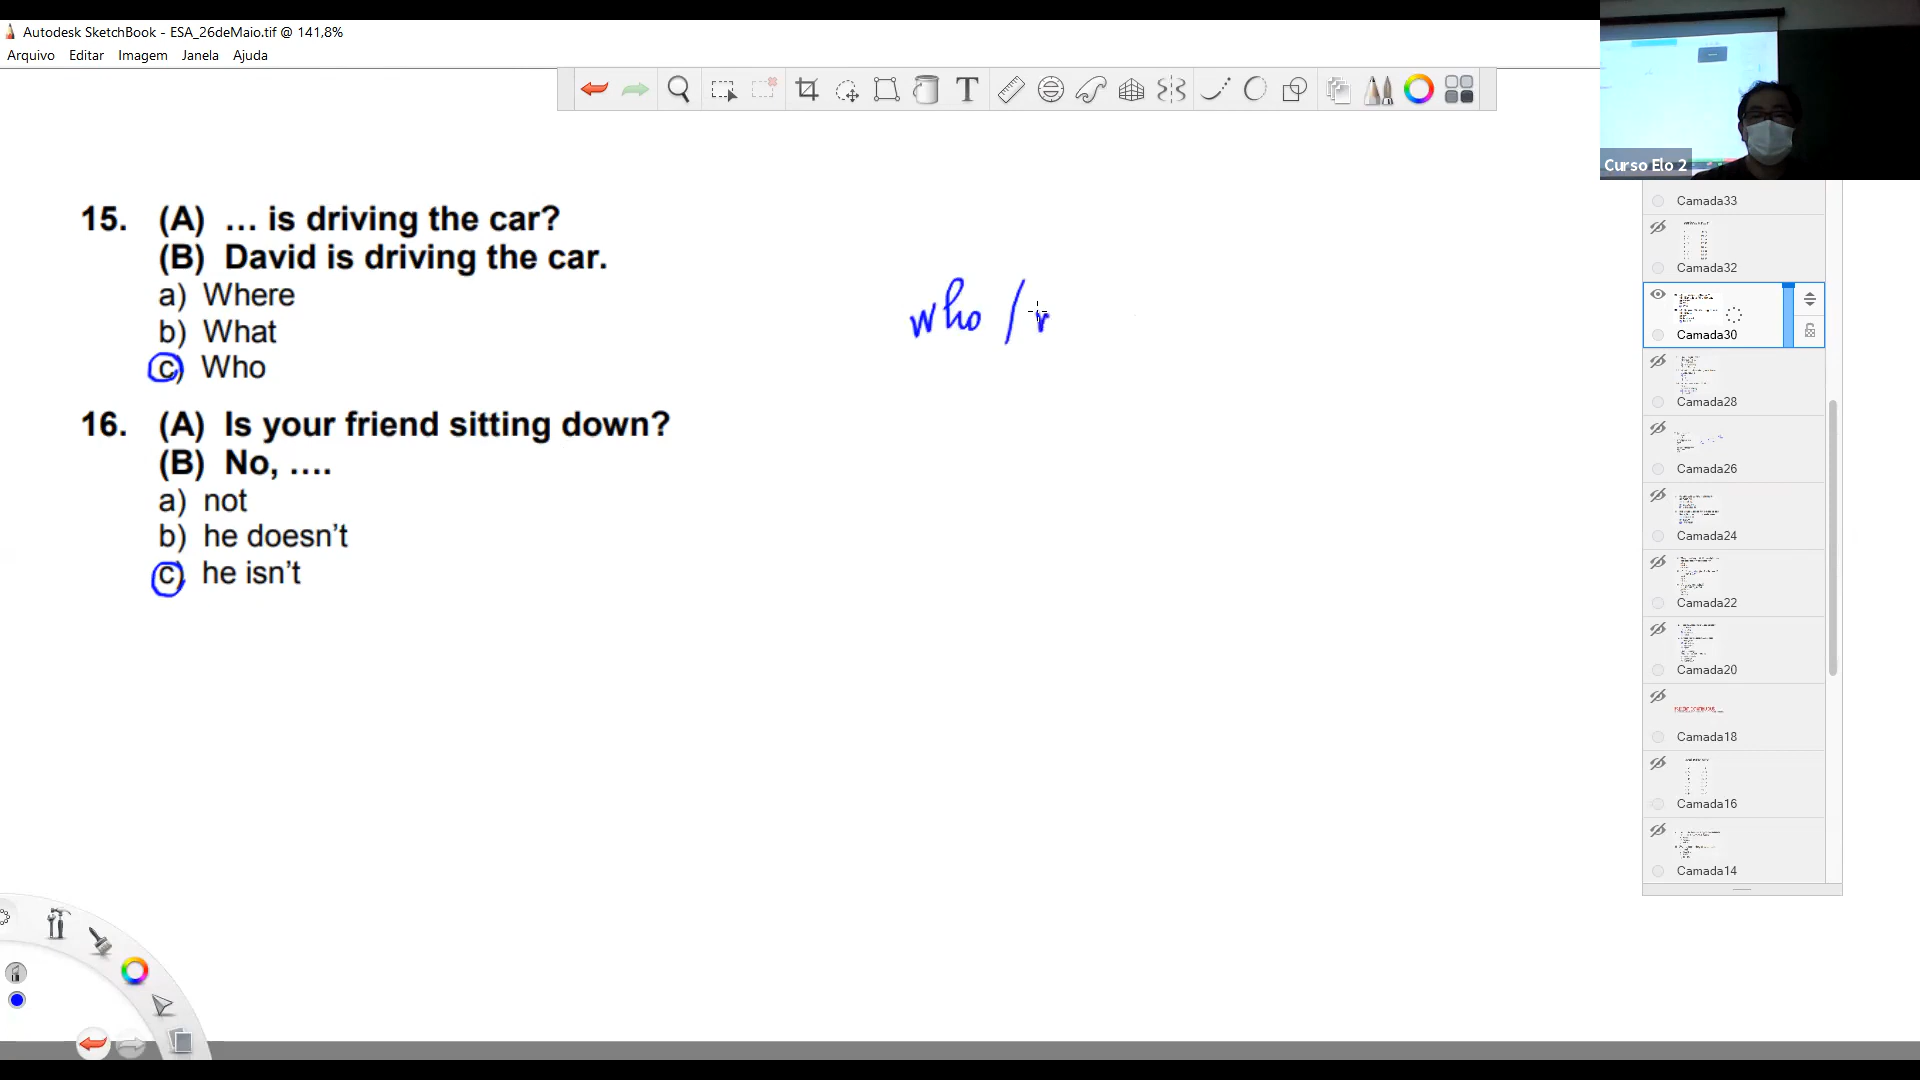 Autodesk SketchBook - ESA_26deMaio.tif @ 141,8%
Arquivo Editar Imagem Janela Ajuda
Curso Elo 2
15. (A) ... is driving the car?
(B) David is driving the car.
a) Where
b) What
c) Who
who /
16. (A) Is your friend sitting down?
(B) No, ....
a) not
b) he doesn't
c) he isn't
Camada33
Camada32
Camada30
Camada28
Camada26
Camada24
Camada22
Camada20
Camada18
Camada16
Camada14